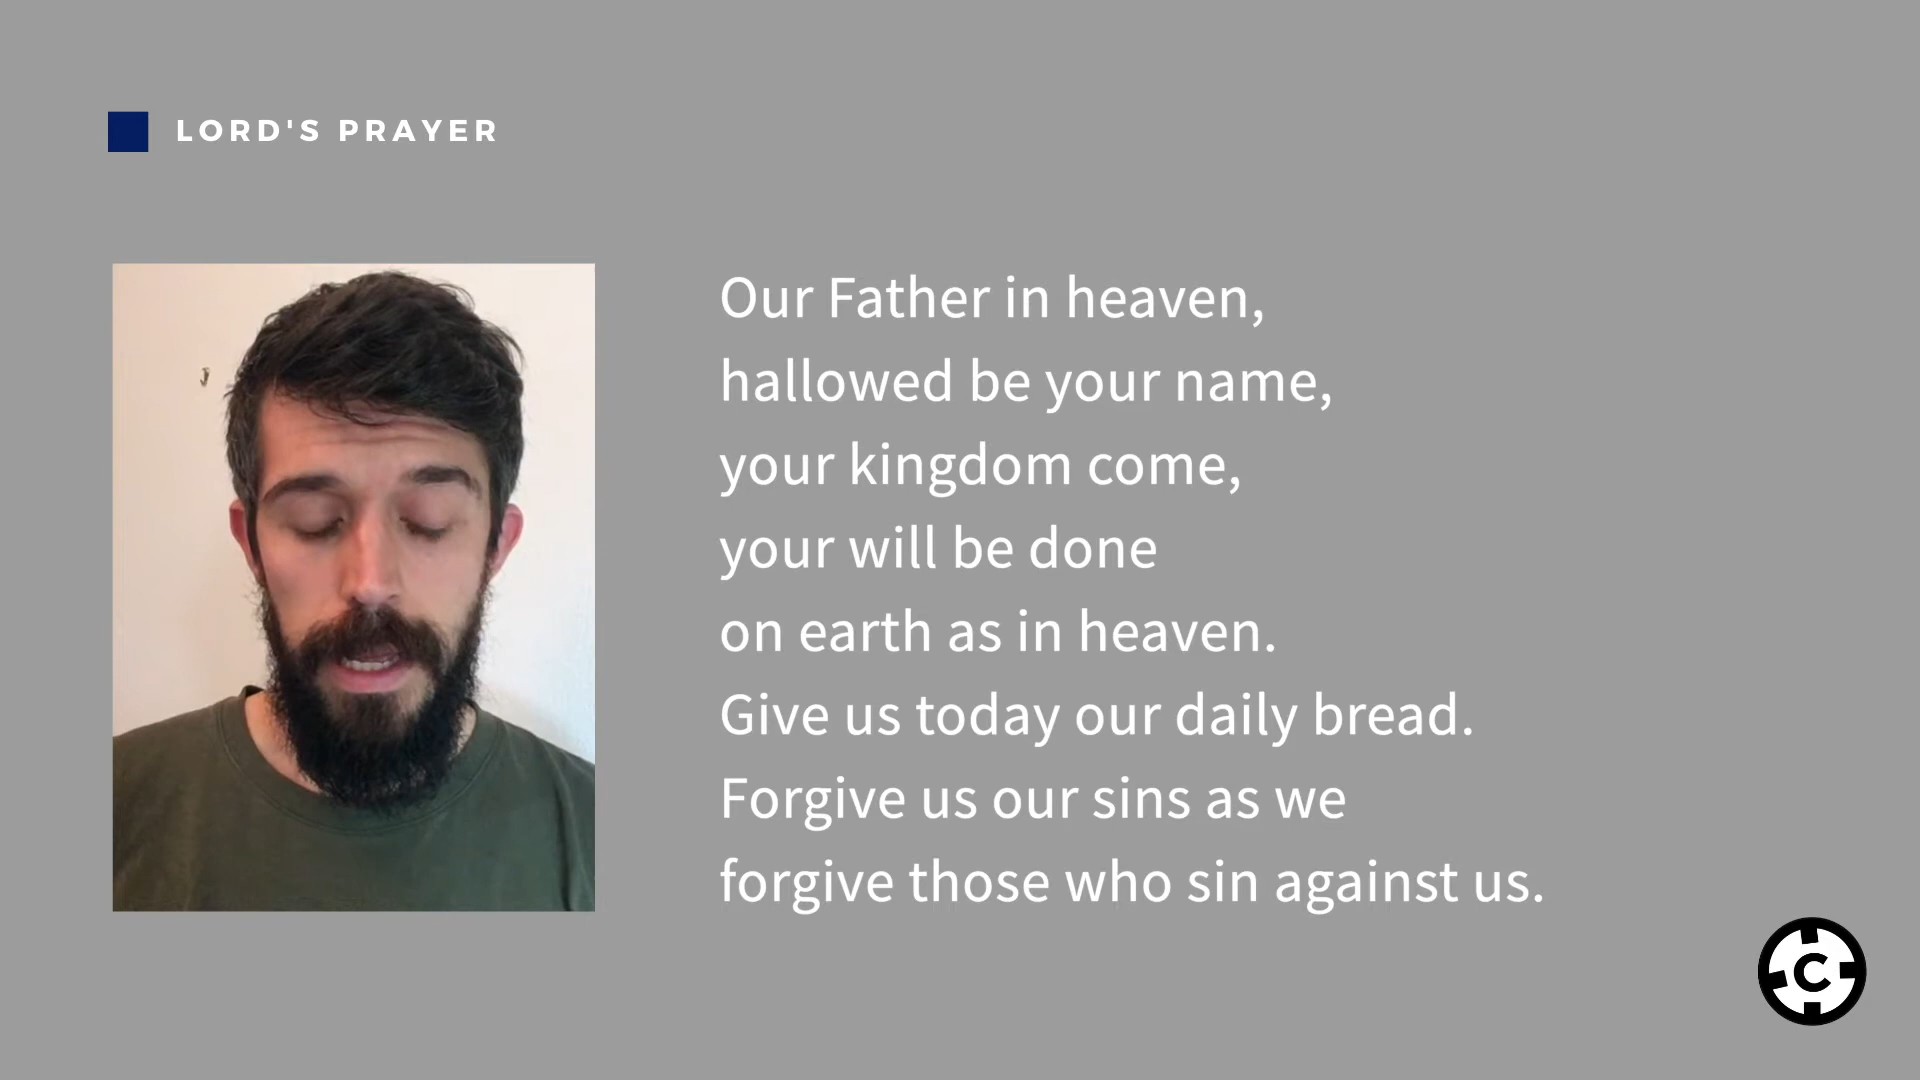 LORD'S PRAYER
Our Father in heaven,
hallowed be your name,
your kingdom come,
your will be done
on earth as in heaven.
Give us today our daily bread.
Forgive us our sins as we
forgive those who sin against us.
C